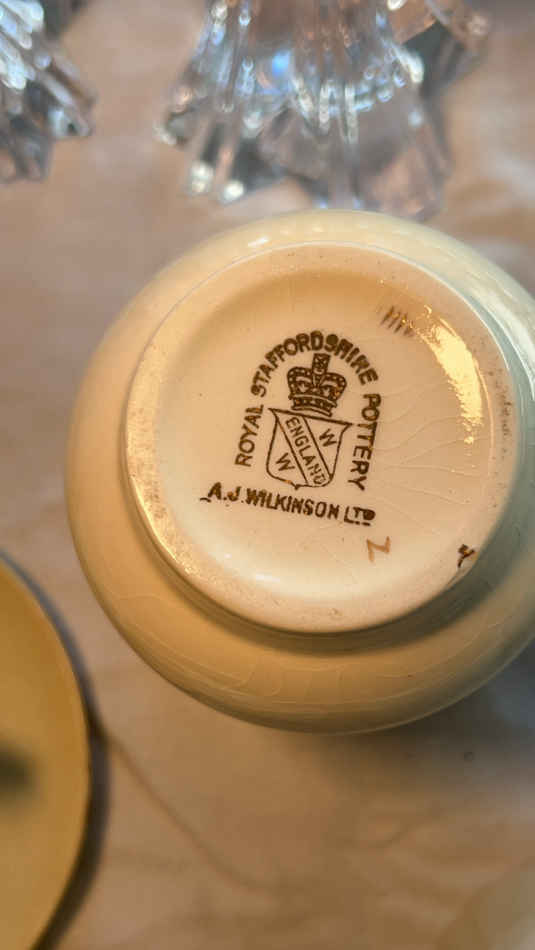 ROYAL STAFFORDSHIRE POTTERY
W
ENGLAND
W
A.J. WILKINSON LTD